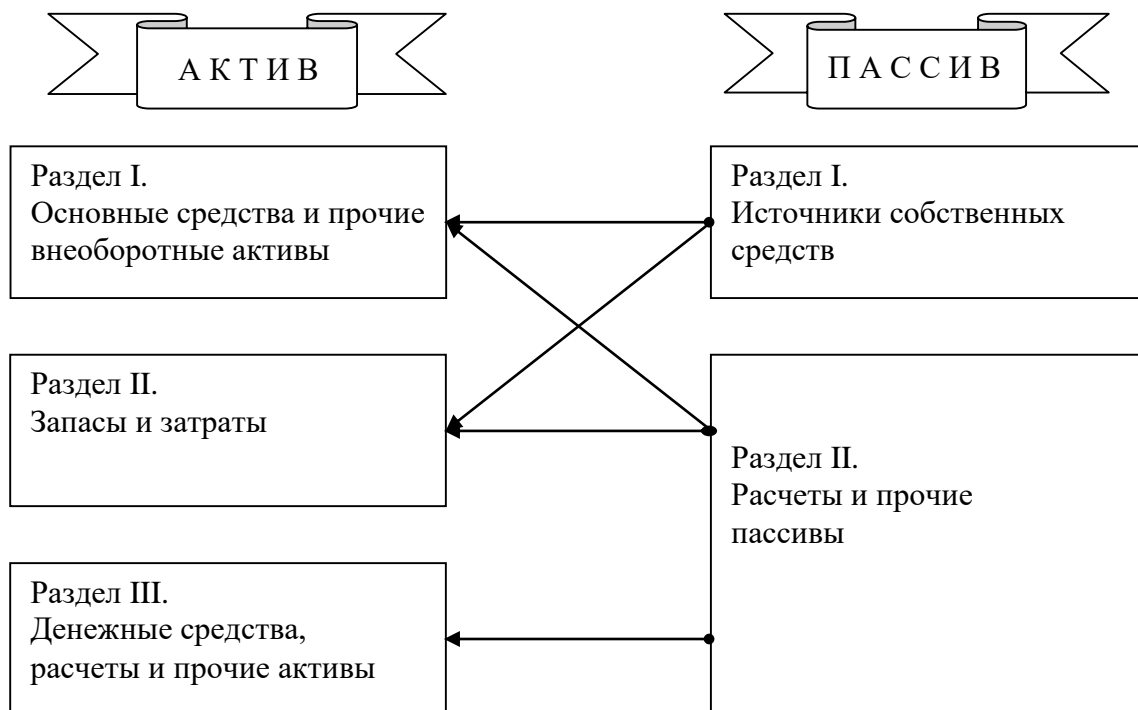 А К Т И В
П А С С И В
Раздел I.
Основные средства и прочие
внеоборотные активы
Раздел I.
Источники собственных
средств
Раздел II.
Запасы и затраты
Раздел II.
Расчеты и прочие
пассивы
Раздел III.
Денежные средства,
расчеты и прочие активы